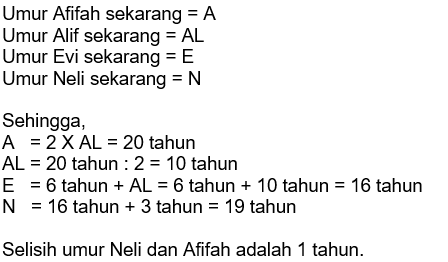 Umur Afifah sekarang = A
Umur Alif sekarang = AL
Umur Evi sekarang = E
Umur Neli sekarang = N
Sehingga,
A = 2 X AL = 20 tahun
AL = 20 tahun : 2 = 10 tahun
E = 6 tahun + AL = 6 tahun + 10 tahun = 16 tahun
N = 16 tahun + 3 tahun = 19 tahun
Selisih umur Neli dan Afifah adalah 1 tahun.